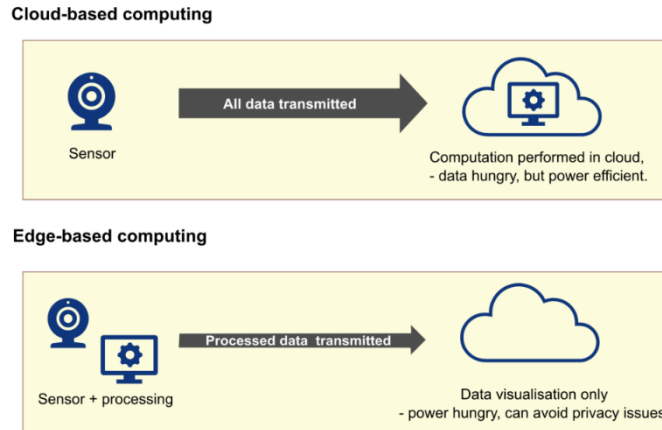 Cloud-based computing
All data transmitted
Sensor
Computation performed in cloud,
- data hungry, but power efficient.
Edge-based computing
Processed data transmitted
Sensor + processing
Data visualisation only
- power hungry, can avoid privacy issues